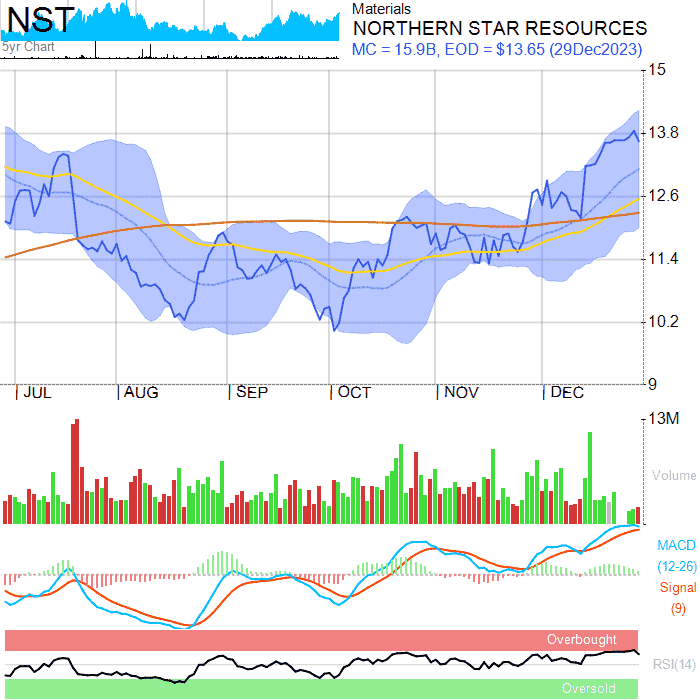 NST
5yr Chart
Materials
NORTHERN STAR RESOURCES
MC = 15.9B, EOD = $13.65 (29Dec2023)
15
13.8
12.6
11.4
10.2
9
JUL AUG SEP OCT NOV DEC
13M
Volume
MACD
(12-26)
Signal
(9)
Overbought
RSI(14)
Oversold